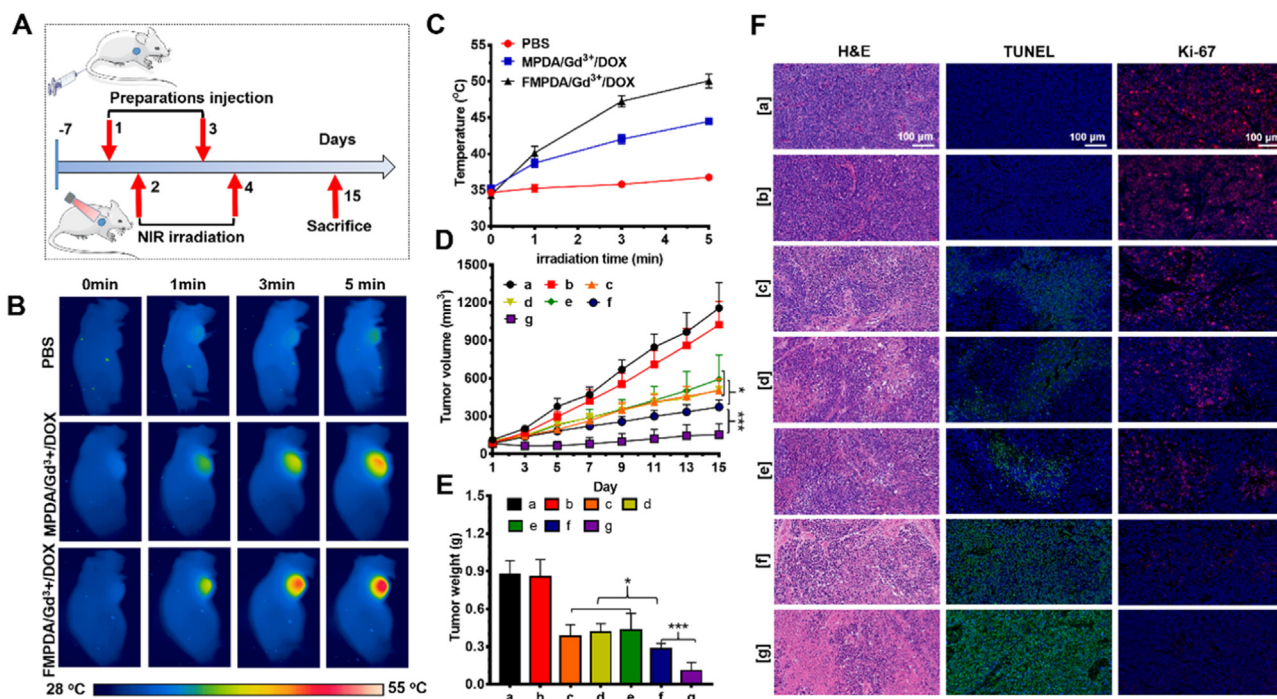 A
Preparations injection
-7
1
3
Days
2
4
15
NIR irradiation
Sacrifice
B
0min
1min
3min
5 min
PBS
MPDA/Gd³⁺/DOX
FMPDA/Gd³⁺/DOX
28 °C
55 °C
C
PBS
MPDA/Gd³⁺/DOX
FMPDA/Gd³⁺/DOX
Temperature (°C)
55
50
45
40
35
30
0 1 2 3 4 5
irradiation time (min)
D
Tumor volume (mm³)
1500
1200
900
600
300
0
a b c
d e f
g
*
***
1 3 5 7 9 11 13 15
Day
E
Tumor weight (g)
1.5
1.2
0.9
0.6
0.3
0.0
a b c d
e f g
*
***
a b c d e f g
F
H&E TUNEL Ki-67
[a]
100 µm 100 µm 100 µm
[b]
[c]
[d]
[e]
[f]
[g]